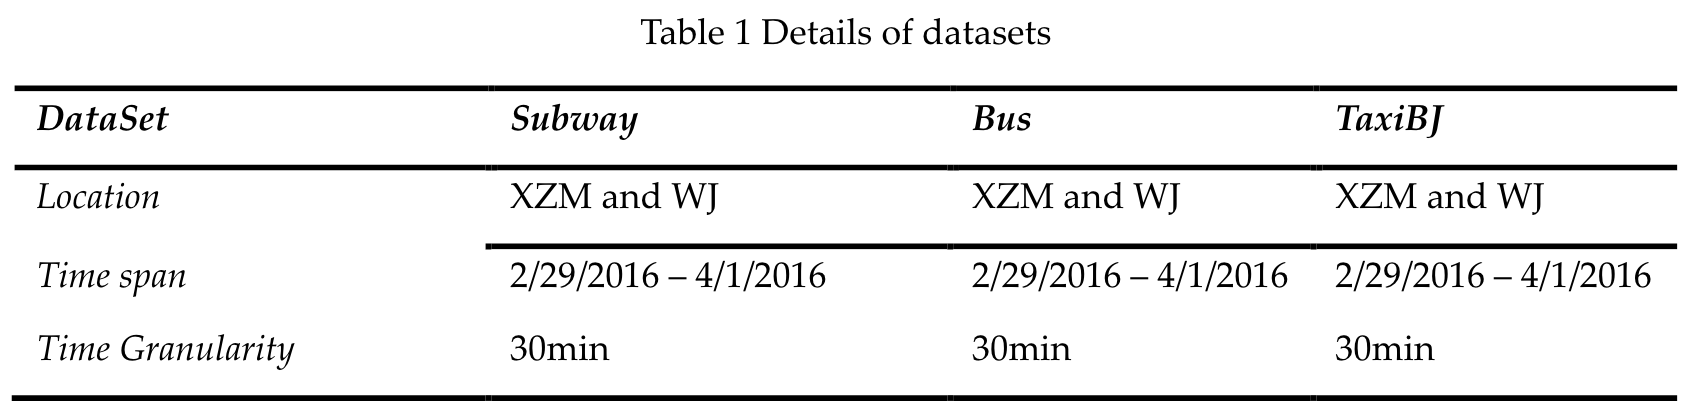 Table 1 Details of datasets
DataSet Subway Bus TaxiBJ
Location XZM and WJ XZM and WJ XZM and WJ
Time span 2/29/2016 – 4/1/2016 2/29/2016 – 4/1/2016 2/29/2016 – 4/1/2016
Time Granularity 30min 30min 30min